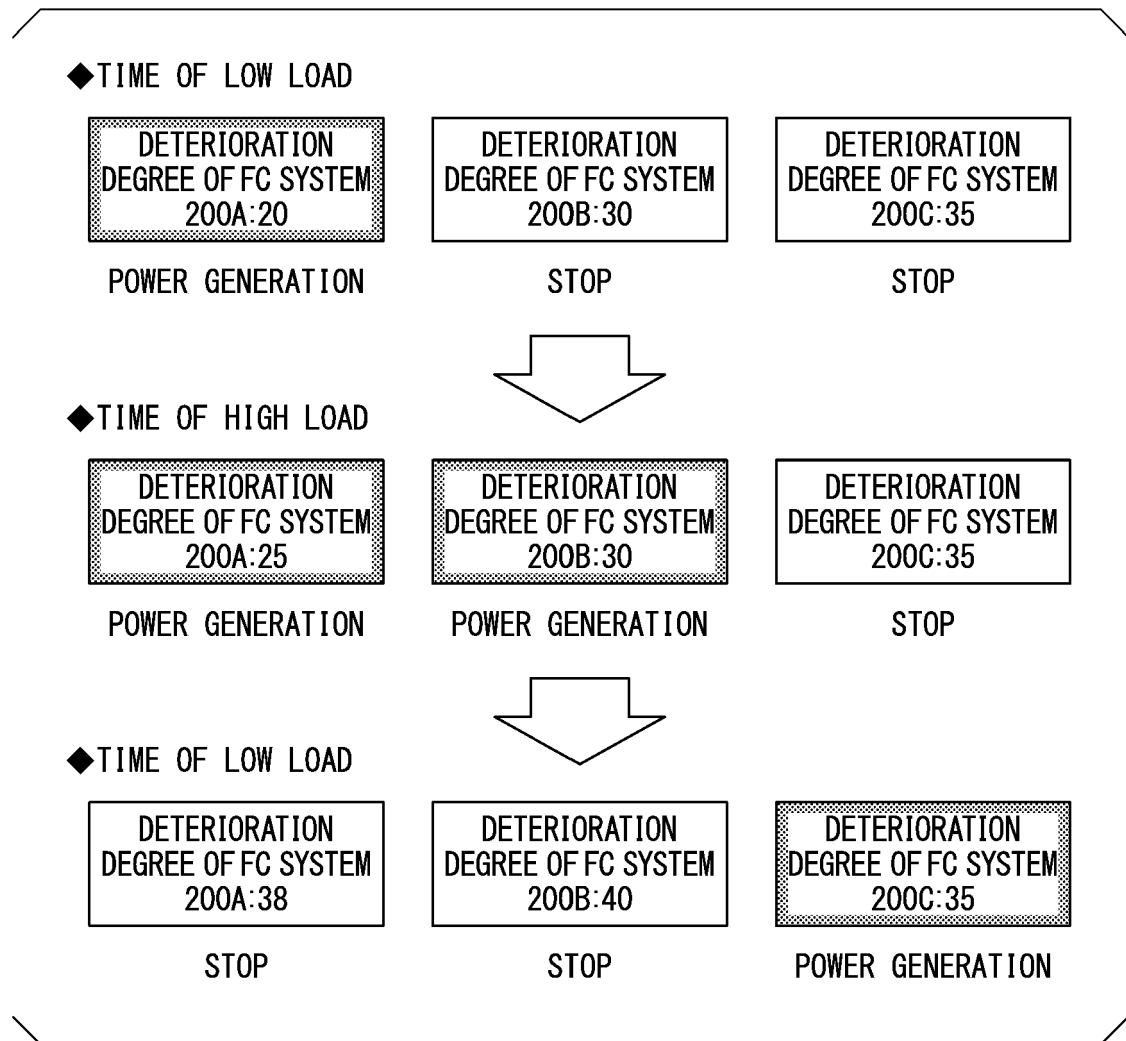 ◆TIME OF LOW LOAD
DETERIORATION
DEGREE OF FC SYSTEM
200A:20
POWER GENERATION
DETERIORATION
DEGREE OF FC SYSTEM
200B:30
STOP
DETERIORATION
DEGREE OF FC SYSTEM
200C:35
STOP
◆TIME OF HIGH LOAD
DETERIORATION
DEGREE OF FC SYSTEM
200A:25
POWER GENERATION
DETERIORATION
DEGREE OF FC SYSTEM
200B:30
POWER GENERATION
DETERIORATION
DEGREE OF FC SYSTEM
200C:35
STOP
◆TIME OF LOW LOAD
DETERIORATION
DEGREE OF FC SYSTEM
200A:38
STOP
DETERIORATION
DEGREE OF FC SYSTEM
200B:40
STOP
DETERIORATION
DEGREE OF FC SYSTEM
200C:35
POWER GENERATION